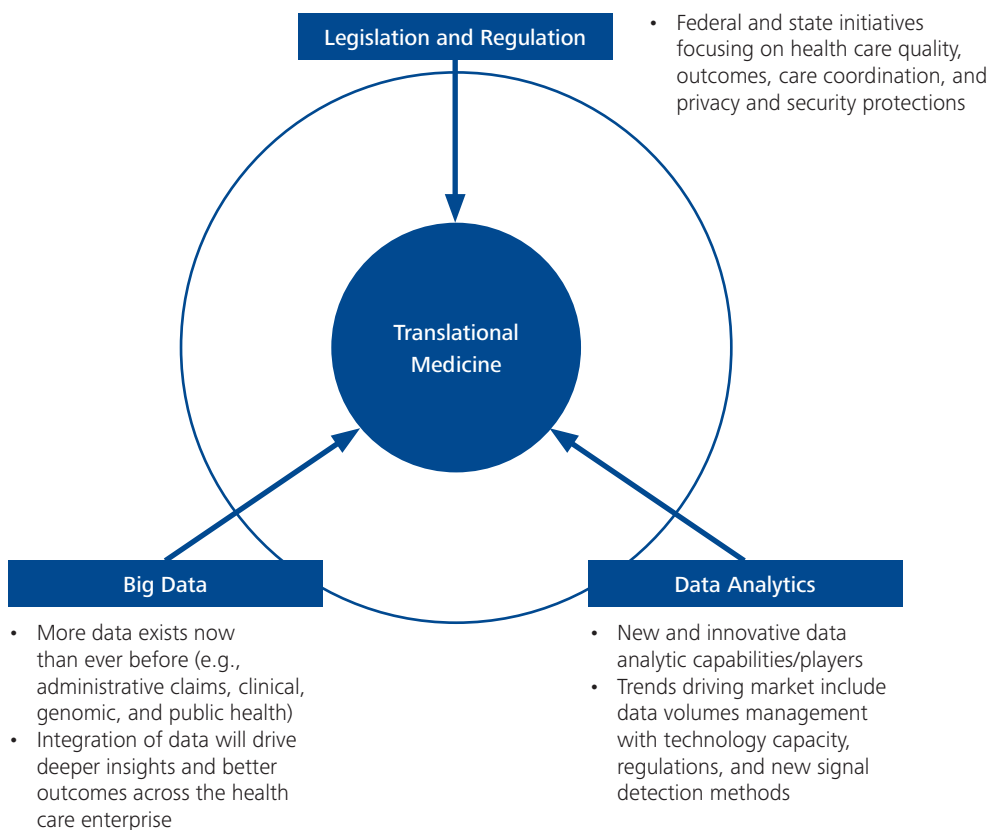 Legislation and Regulation
• Federal and state initiatives
focusing on health care quality,
outcomes, care coordination, and
privacy and security protections
Translational
Medicine
Big Data
• More data exists now
than ever before (e.g.,
administrative claims, clinical,
genomic, and public health)
• Integration of data will drive
deeper insights and better
outcomes across the health
care enterprise
Data Analytics
• New and innovative data
analytic capabilities/players
• Trends driving market include
data volumes management
with technology capacity,
regulations, and new signal
detection methods